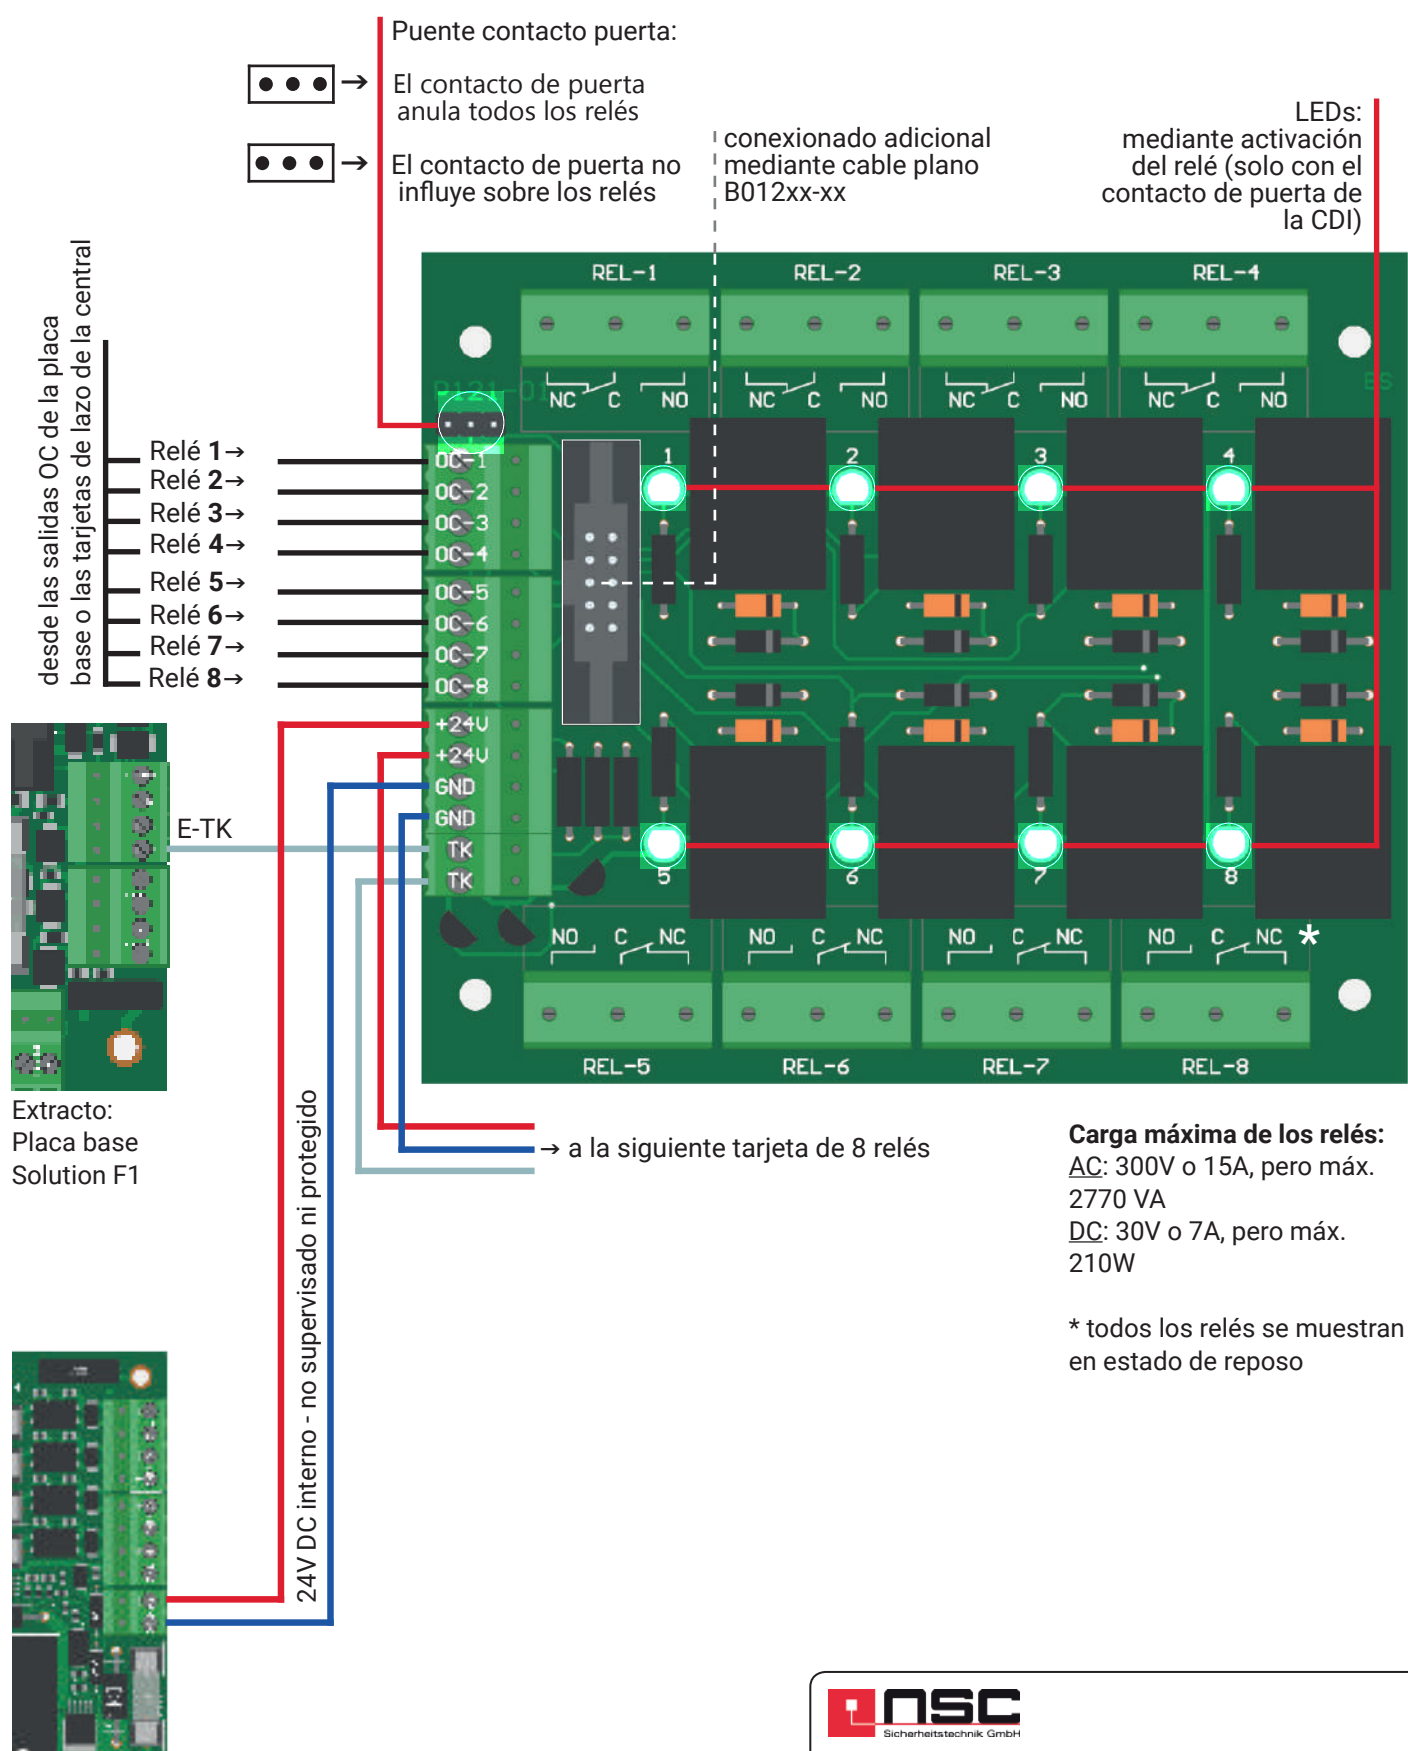 Puente contacto puerta:
El contacto de puerta
anula todos los relés
El contacto de puerta no
influye sobre los relés
conexionado adicional
mediante cable plano
B012xx-xx
LEDs:
mediante activación
del relé (solo con el
contacto de puerta de
la CDI)
desde las salidas OC de la placa
base o las tarjetas de lazo de la central
Relé 1→
Relé 2→
Relé 3→
Relé 4→
Relé 5→
Relé 6→
Relé 7→
Relé 8→
REL-1 REL-2 REL-3 REL-4
NC C NO NC C NO NC C NO NC C NO
B121-01
OC-1
OC-2
OC-3
OC-4
OC-5
OC-6
OC-7
OC-8
+24V
+24V
GND
GND
TK
TK
1 2 3 4
5 6 7 8
NO C NC NO C NC NO C NC NO C NC *
REL-5 REL-6 REL-7 REL-8
E-TK
Extracto:
Placa base
Solution F1
24V DC interno - no supervisado ni protegido
→ a la siguiente tarjeta de 8 relés
Carga máxima de los relés:
AC: 300V o 15A, pero máx.
2770 VA
DC: 30V o 7A, pero máx.
210W
* todos los relés se muestran
en estado de reposo
nsc
Sicherheitstechnik GmbH